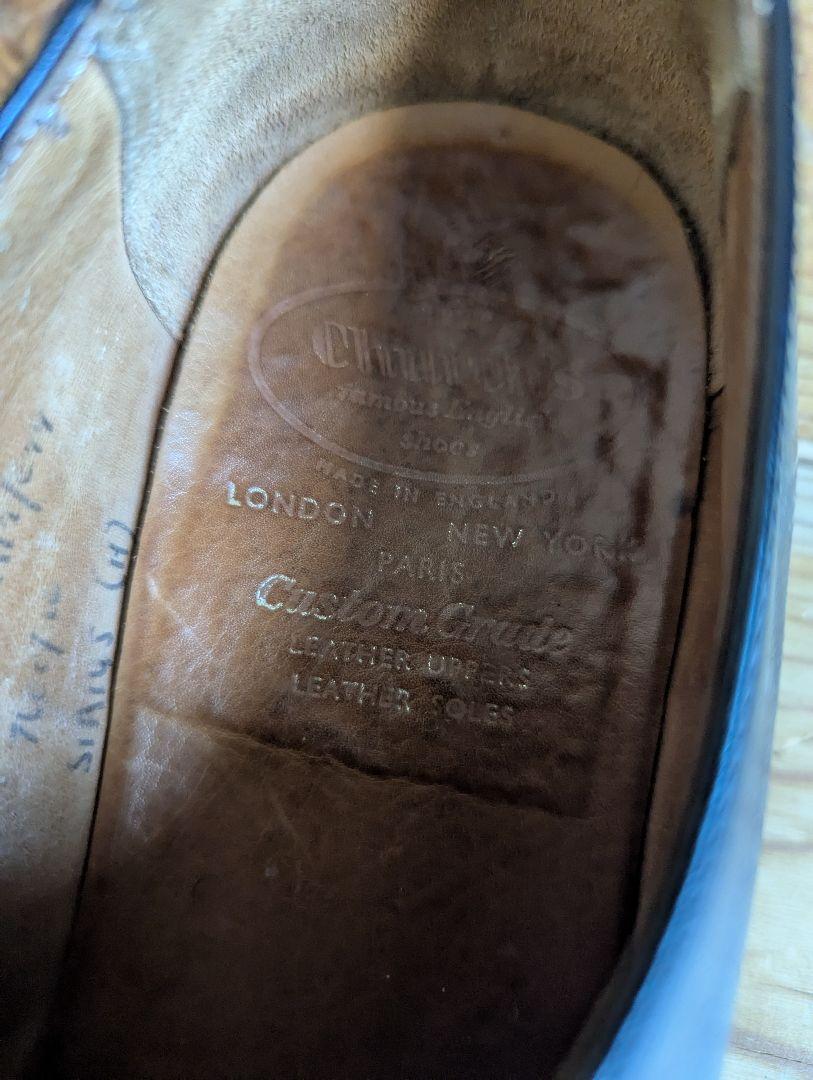 Church's
famous English
shoes
MADE IN ENGLAND
LONDON NEW YORK
PARIS
Custom Grade
LEATHER UPPERS
LEATHER SOLES